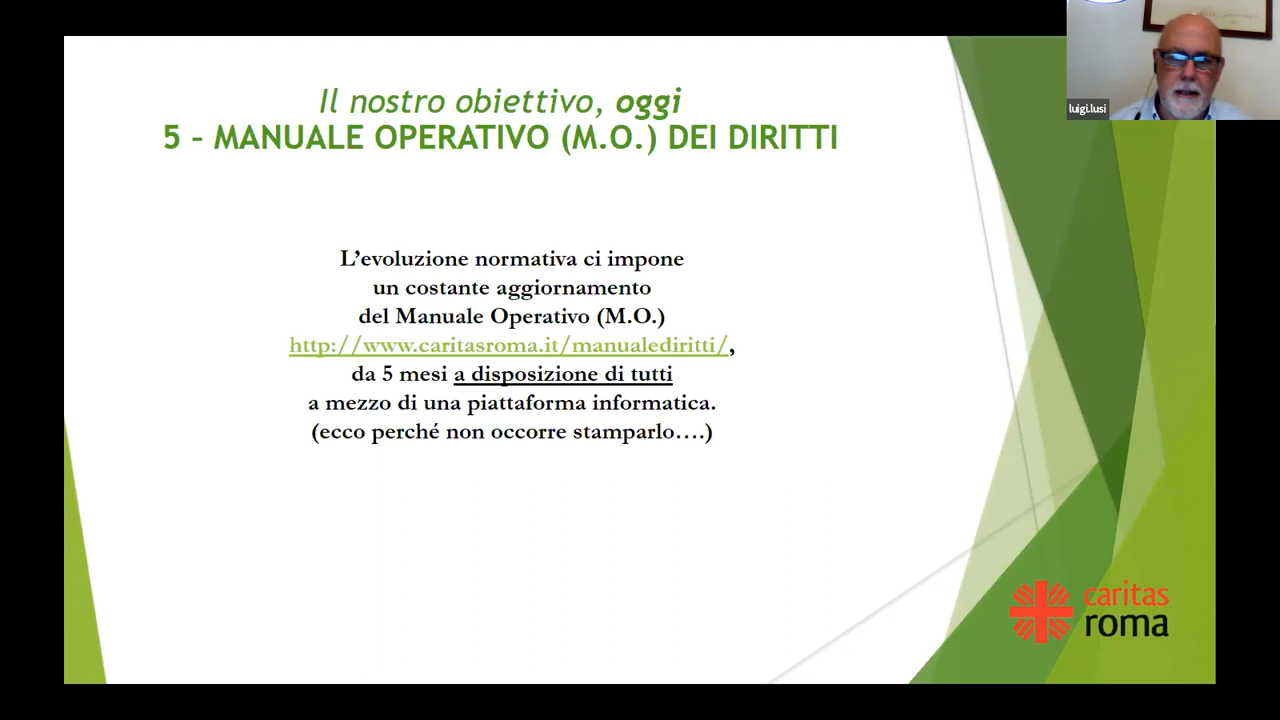 luigi.lusi
Il nostro obiettivo, oggi
5 – MANUALE OPERATIVO (M.O.) DEI DIRITTI
L’evoluzione normativa ci impone
un costante aggiornamento
del Manuale Operativo (M.O.)
http://www.caritasroma.it/manualediritti/,
da 5 mesi a disposizione di tutti
a mezzo di una piattaforma informatica.
(ecco perché non occorre stamparlo….)
caritas
roma